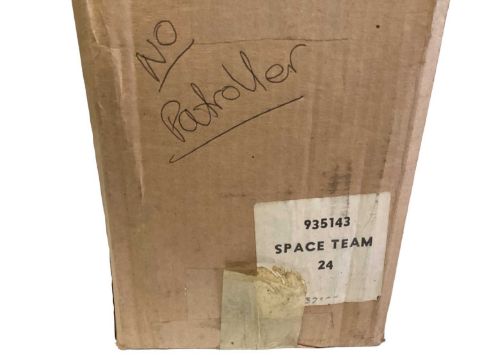 NO
Patroller
935143
SPACE TEAM
24